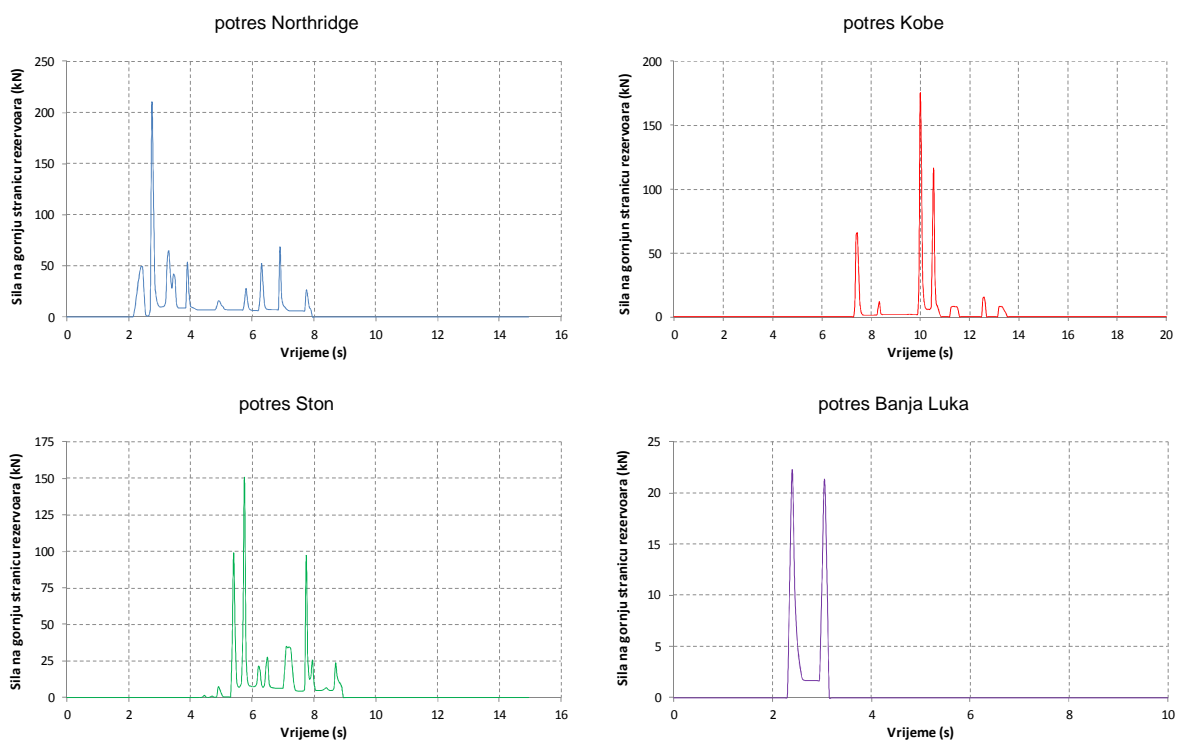 potres Northridge
Sila na gornju stranicu rezervoara (kN)
250
200
150
100
50
0
0 2 4 6 8 10 12 14 16
Vrijeme (s)
potres Kobe
Sila na gornjun stranicu rezervoara (kN)
200
150
100
50
0
0 2 4 6 8 10 12 14 16 18 20
Vrijeme (s)
potres Ston
Sila na gornju stranicu rezervoara (kN)
175
150
125
100
75
50
25
0
0 2 4 6 8 10 12 14 16
Vrijeme (s)
potres Banja Luka
Sila na gornju stranicu rezervoara (kN)
25
20
15
10
5
0
0 2 4 6 8 10
Vrijeme (s)